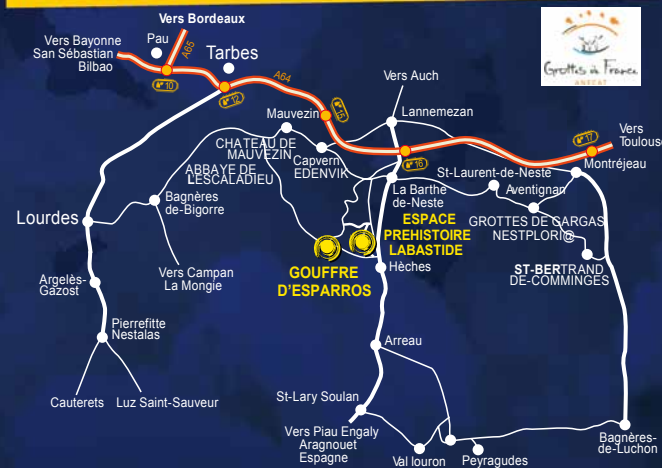 Vers Bordeaux
Vers Bayonne
San Sébastian
Bilbao
Pau
A65
Tarbes
A64
10
12
15
16
17
Grottes de France
ANECAT
Vers Auch
Lannemezan
Mauvezin
CHATEAU DE
MAUVEZIN
Capvern
EDENVIK
ABBAYE DE
L'ESCALADIEU
Vers
Toulouse
Montréjeau
St-Laurent-de-Neste
Aventignan
La Barthe
de-Neste
GROTTES DE GARGAS
NESTPLORI@
Bagnères
de-Bigorre
Lourdes
ESPACE
PREHISTOIRE
LABASTIDE
GOUFFRE
D'ESPARROS
Hèches
ST-BERTRAND
DE-COMMINGES
Vers Campan
La Mongie
Argelès-
Gazost
Pierrefitte
Nestalas
Arreau
Cauterets
Luz Saint-Sauveur
St-Lary Soulan
Vers Piau Engaly
Aragnouet
Espagne
Val louron
Peyragudes
Bagnères-
de-Luchon